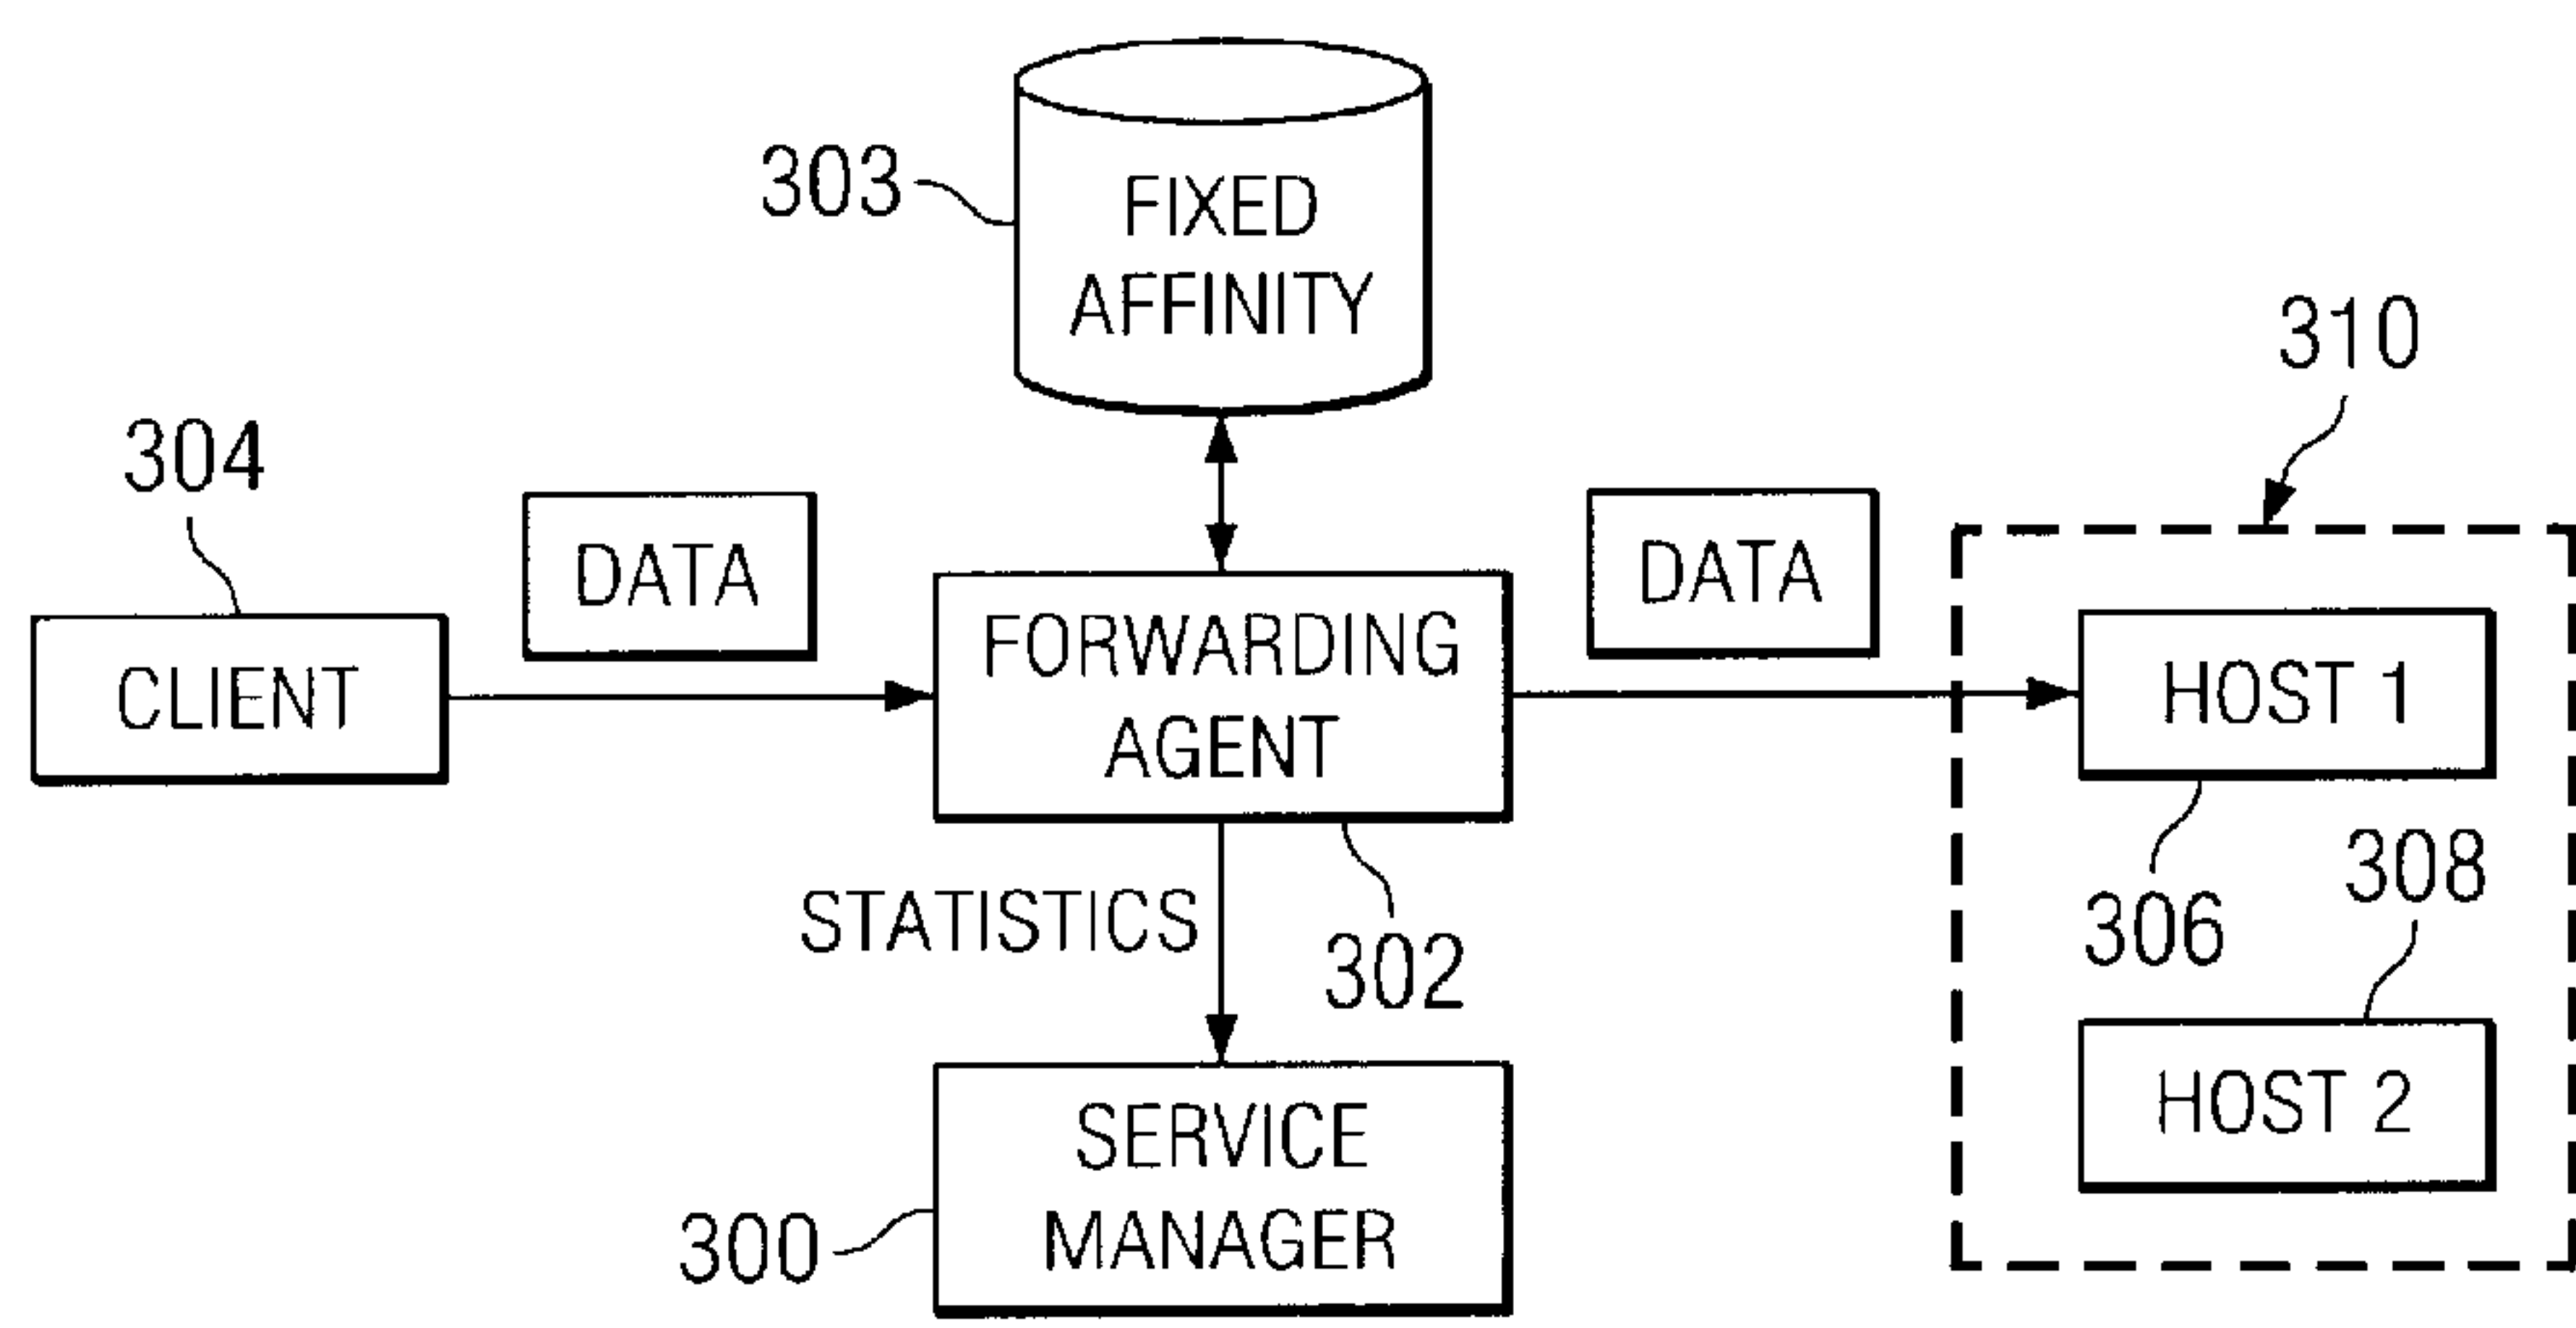 303
FIXED
AFFINITY
310
304
DATA
DATA
CLIENT
FORWARDING
AGENT
HOST 1
STATISTICS
302
306
308
SERVICE
MANAGER
300
HOST 2